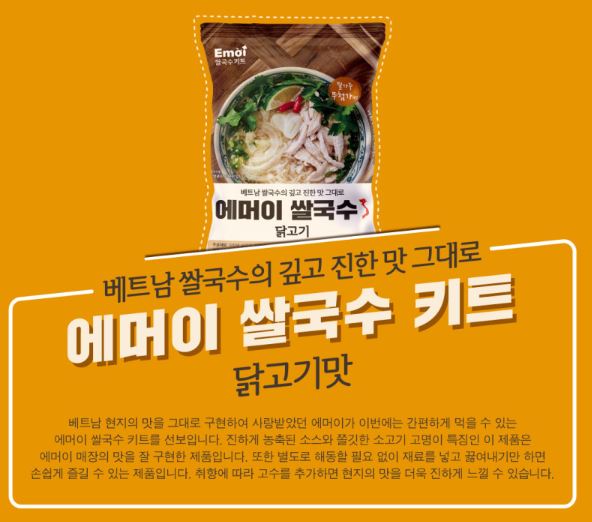 Emoi
쌀국수키트
밀가루
무첨가
베트남 쌀국수의 깊고 진한 맛 그대로
에머이 쌀국수
닭고기
베트남 쌀국수의 깊고 진한 맛 그대로
에머이 쌀국수 키트
닭고기맛
베트남 현지의 맛을 그대로 구현하여 사랑받았던 에머이가 이번에는 간편하게 먹을 수 있는
에머이 쌀국수 키트를 선보입니다. 진하게 농축된 소스와 쫄깃한 소고기 고명이 특징인 이 제품은
에머이 매장의 맛을 잘 구현한 제품입니다. 또한 별도로 해동할 필요 없이 재료를 넣고 끓여내기만 하면
손쉽게 즐길 수 있는 제품입니다. 취향에 따라 고수를 추가하면 현지의 맛을 더욱 진하게 느낄 수 있습니다.